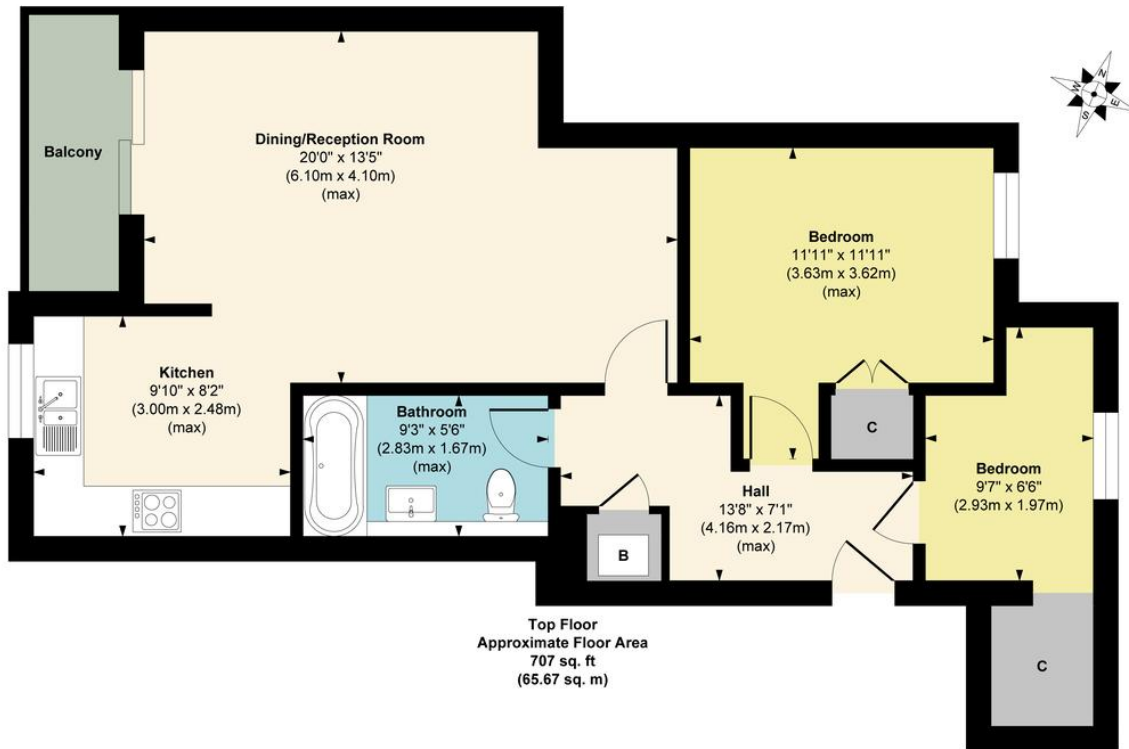 Balcony
Dining/Reception Room
20'0" x 13'5"
(6.10m x 4.10m)
(max)
N
W
E
S
Bedroom
11'11" x 11'11"
(3.63m x 3.62m)
(max)
Kitchen
9'10" x 8'2"
(3.00m x 2.48m)
(max)
Bathroom
9'3" x 5'6"
(2.83m x 1.67m)
(max)
C
Bedroom
9'7" x 6'6"
(2.93m x 1.97m)
Hall
13'8" x 7'1"
(4.16m x 2.17m)
(max)
B
C
Top Floor
Approximate Floor Area
707 sq. ft
(65.67 sq. m)